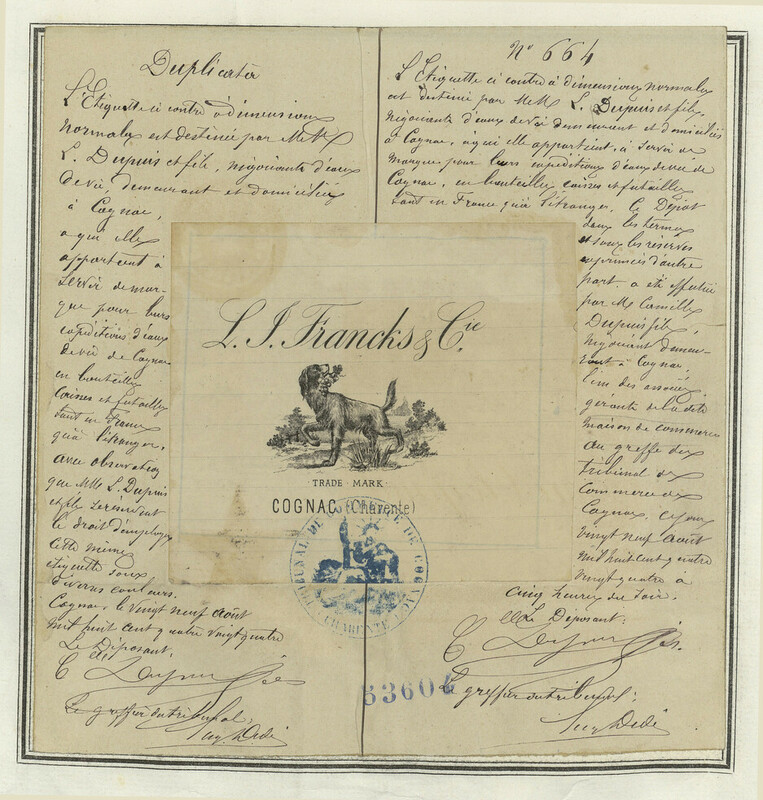 Duplicata
L'Etiquette ci contre à dimensions
normales est destinée par MM
L. Dupuis et fils, négociants d'eaux
de vie, demeurant et domiciliés
à Cognac,
a qui elle
appartient à
servir de mar-
que pour leurs
expéditions d'eaux
de vie de Cognac
en bouteilles
caisses et futailles
tant en France
qu'à l'étranger,
avec observation
que MM L. Dupuis
et fils se réservent
le droit d'employer
cette même
étiquette sous
diverses couleurs.
Cognac, le vingt neuf août
mil huit cent quatre vingt quatre
Le Déposant,
Le greffier du tribunal:
N° 664
L'Etiquette ci contre à dimensions normales
est destinée par MM L. Dupuis et fils,
négociants d'eaux de vie demeurant et domiciliés
à Cognac, à qui elle appartient, à servir de
marque pour leurs expéditions d'eaux de vie de
Cognac, en bouteilles caisses et futailles
tant en France qu'à l'étranger. Ce Dépôt
dans les termes
et sous les réserves
exprimées d'autre
part. a été effectué
par M. Camille
Dupuis fils,
négociant demeu-
rant à Cognac,
l'un des associés
gérants de la dite
maison de commerce
au greffe du
tribunal de
commerce de
Cognac, ce jour
vingt neuf août
mil huit cent quatre
vingt quatre à
cinq heures du soir.
Le Déposant:
Le greffier du tribunal:
L. J. Francks & Cie
TRADE MARK
COGNAC (Charente)
TRIBUNAL DE COMMERCE DE COGNAC
CHARENTE
53604